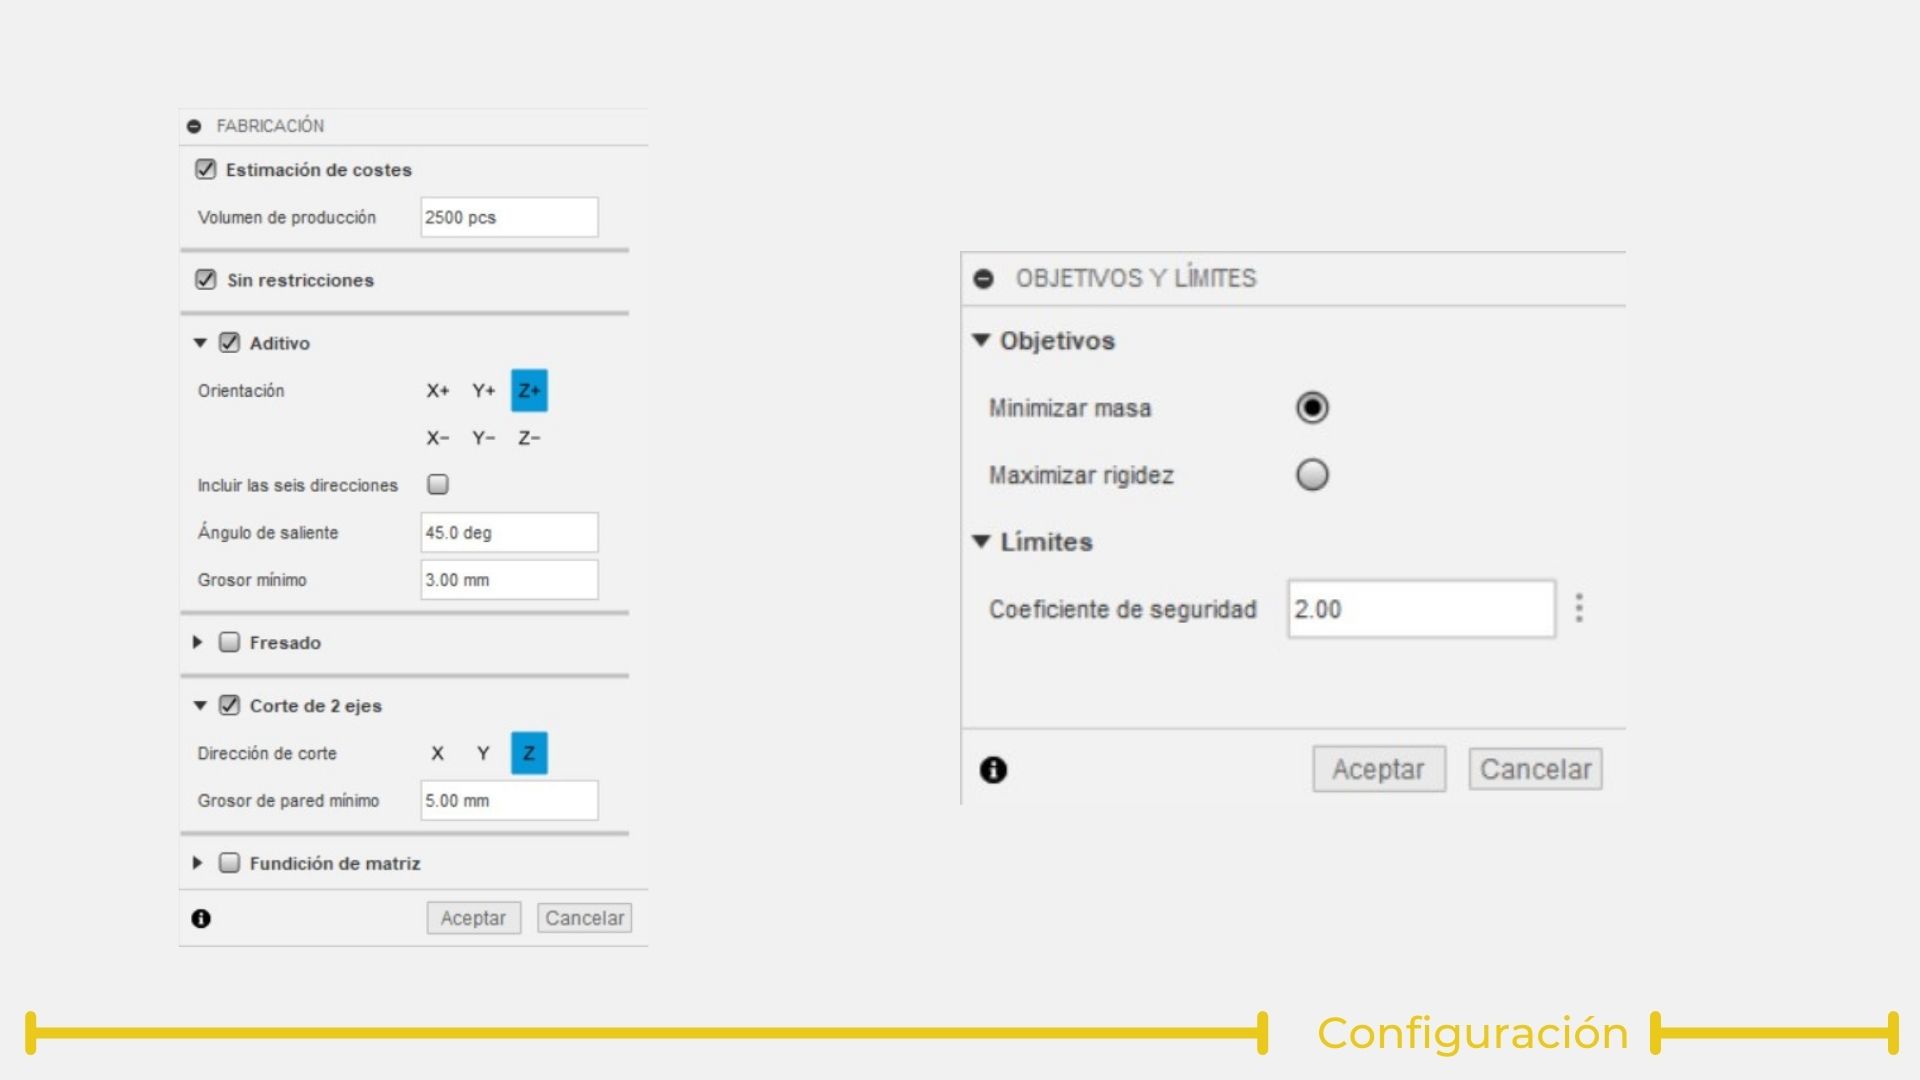 FABRICACIÓN
Estimación de costes
Volumen de producción 2500 pcs
Sin restricciones
Aditivo
Orientación X+ Y+ Z+
X- Y- Z-
Incluir las seis direcciones
Ángulo de saliente 45.0 deg
Grosor mínimo 3.00 mm
Fresado
Corte de 2 ejes
Dirección de corte X Y Z
Grosor de pared mínimo 5.00 mm
Fundición de matriz
Aceptar Cancelar
OBJETIVOS Y LÍMITES
Objetivos
Minimizar masa
Maximizar rigidez
Límites
Coeficiente de seguridad 2.00
Aceptar Cancelar
Configuración